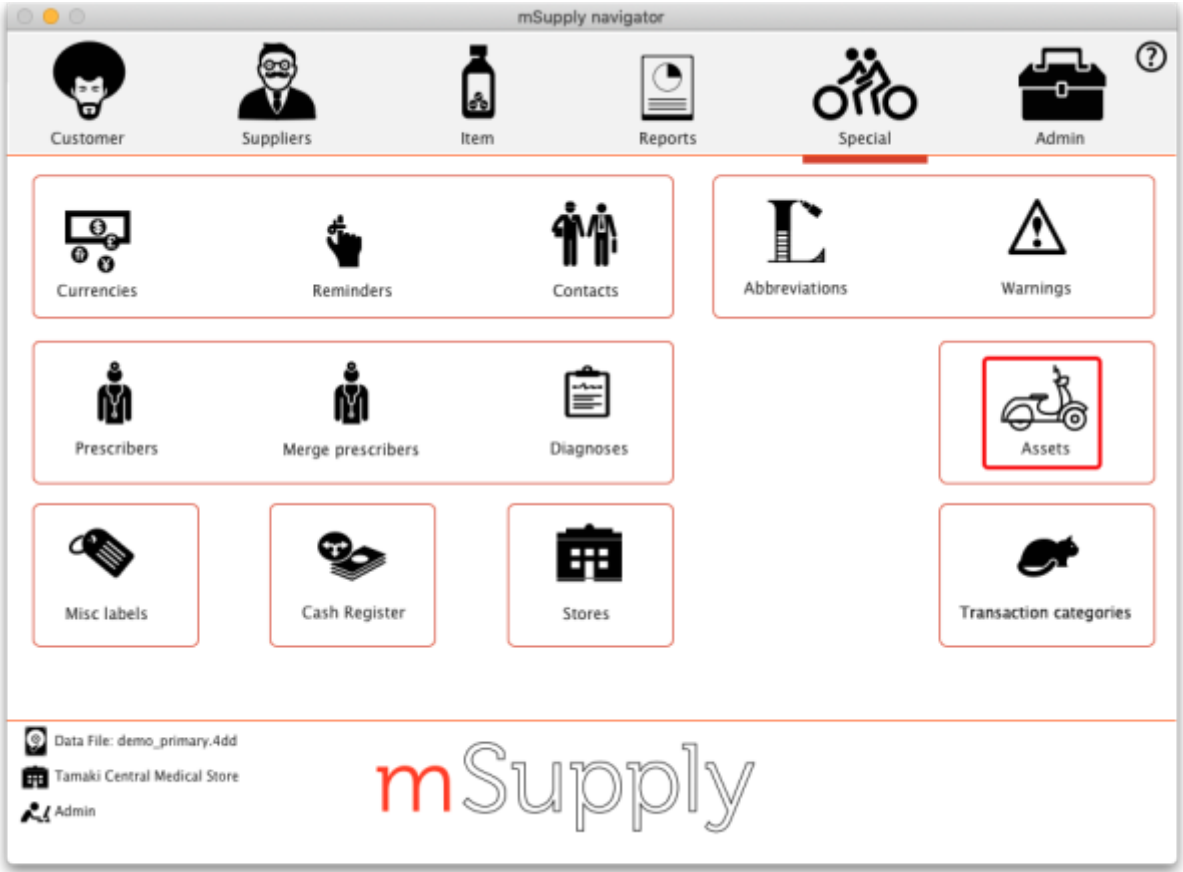 mSupply navigator
?
Customer Suppliers Item Reports Special Admin
Currencies Reminders Contacts Abbreviations Warnings
Prescribers Merge prescribers Diagnoses Assets
Misc labels Cash Register Stores Transaction categories
Data File: demo_primary.4dd
Tamaki Central Medical Store
Admin
mSupply